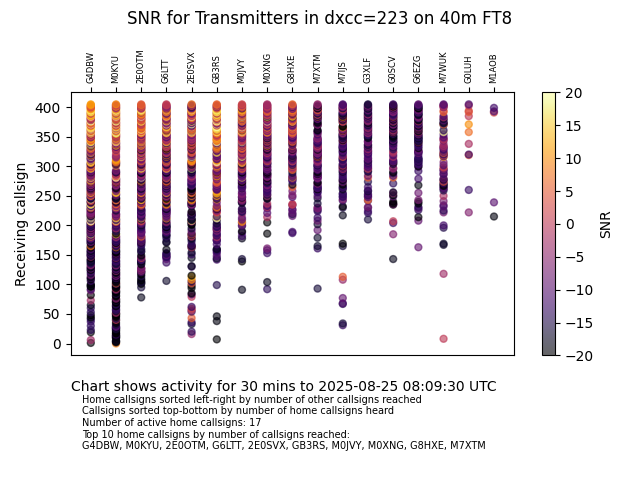 SNR for Transmitters in dxcc=223 on 40m FT8
G4DBW M0KYU 2E0OTM G6LTT 2E0SVX GB3RS M0JVY M0XNG G8HXE M7XTM M7IJS G3XLF G0SCV G6EZG M7WUK G0LUH M1AOB
400
350
300
250
200
150
100
50
0
Receiving callsign
20
15
10
5
0
−5
−10
−15
−20
SNR
Chart shows activity for 30 mins to 2025-08-25 08:09:30 UTC
Home callsigns sorted left-right by number of other callsigns reached
Callsigns sorted top-bottom by number of home callsigns heard
Number of active home callsigns: 17
Top 10 home callsigns by number of callsigns reached:
G4DBW, M0KYU, 2E0OTM, G6LTT, 2E0SVX, GB3RS, M0JVY, M0XNG, G8HXE, M7XTM